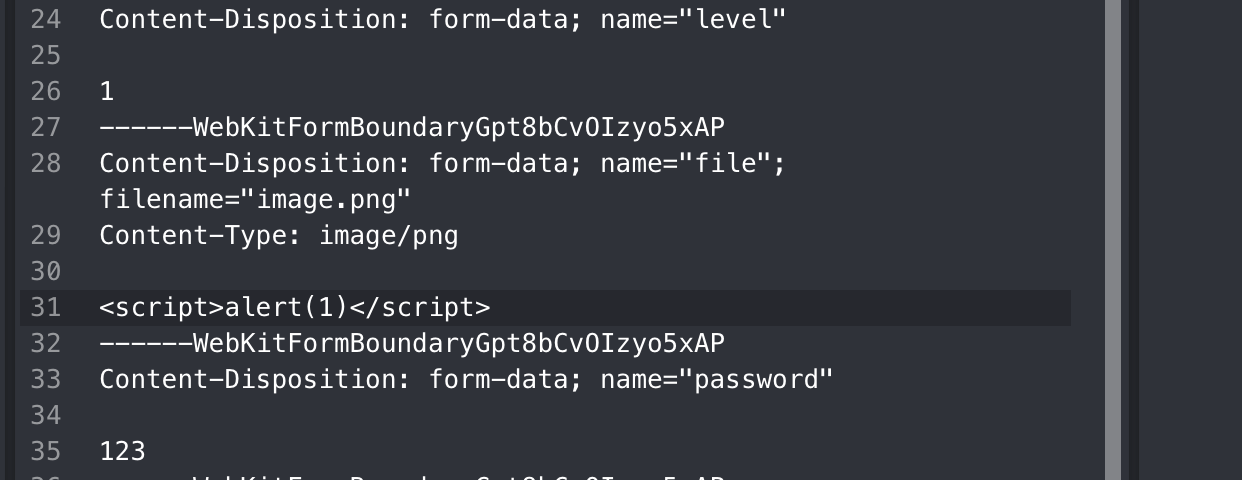 24 Content-Disposition: form-data; name="level"
25
26 1
27 ------WebKitFormBoundaryGpt8bCvOIzyo5xAP
28 Content-Disposition: form-data; name="file";
filename="image.png"
29 Content-Type: image/png
30
31 <script>alert(1)</script>
32 ------WebKitFormBoundaryGpt8bCvOIzyo5xAP
33 Content-Disposition: form-data; name="password"
34
35 123